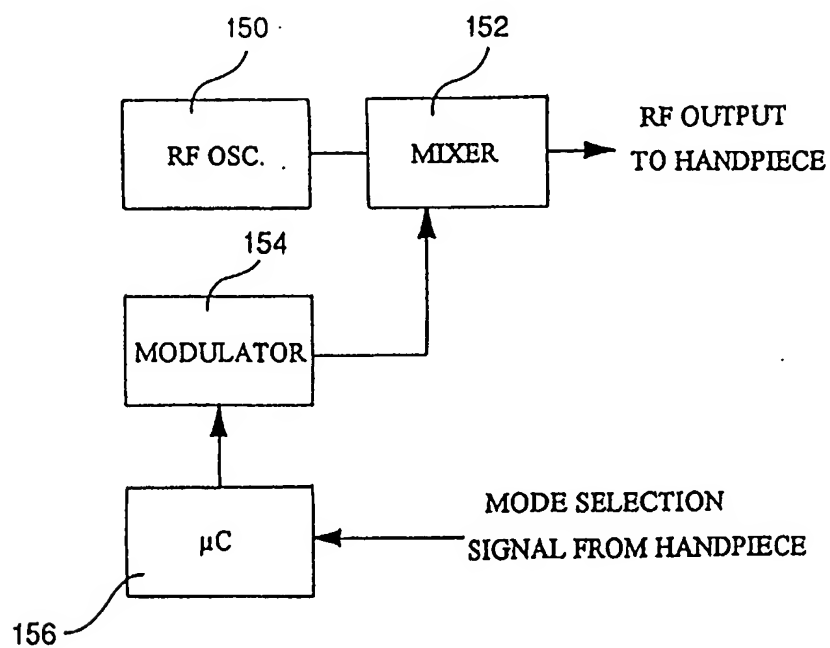 150
152
RF OSC.
MIXER
RF OUTPUT
TO HANDPIECE
154
MODULATOR
µC
MODE SELECTION
SIGNAL FROM HANDPIECE
156